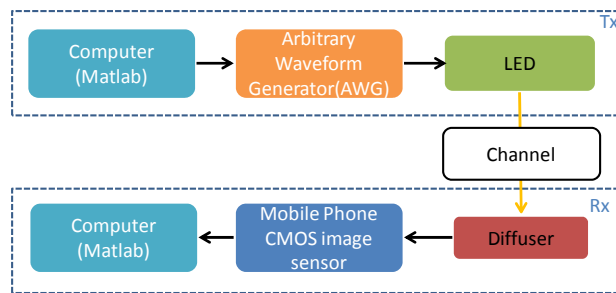 Tx
Computer
(Matlab)
Arbitrary
Waveform
Generator(AWG)
LED
Channel
Rx
Computer
(Matlab)
Mobile Phone
CMOS image
sensor
Diffuser